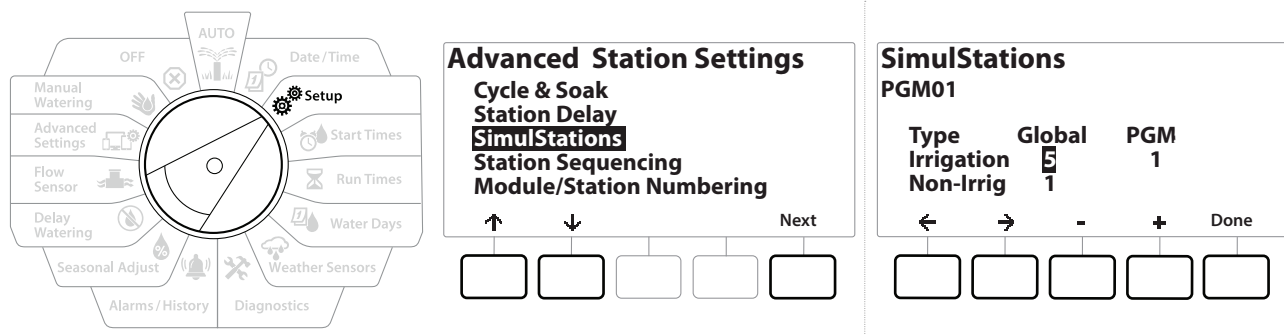 AUTO
OFF
Date/Time
Manual
Watering
Setup
Advanced
Settings
Start Times
Flow
Sensor
Run Times
Delay
Watering
Water Days
Seasonal Adjust
Weather Sensors
Alarms/History
Diagnostics
Advanced Station Settings
Cycle & Soak
Station Delay
SimulStations
Station Sequencing
Module/Station Numbering
↑ ↓ Next
SimulStations
PGM01
Type Global PGM
Irrigation 5 1
Non-Irrig 1
← → - + Done